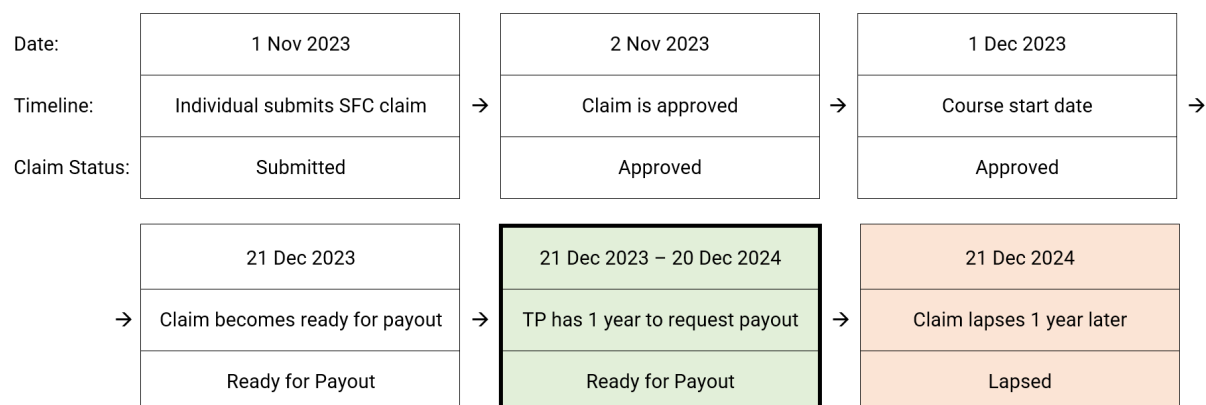 Date: 1 Nov 2023 → 2 Nov 2023 → 1 Dec 2023
Timeline: Individual submits SFC claim → Claim is approved → Course start date →
Claim Status: Submitted Approved Approved
21 Dec 2023 21 Dec 2023 – 20 Dec 2024 21 Dec 2024
→ Claim becomes ready for payout → TP has 1 year to request payout → Claim lapses 1 year later
Ready for Payout Ready for Payout Lapsed